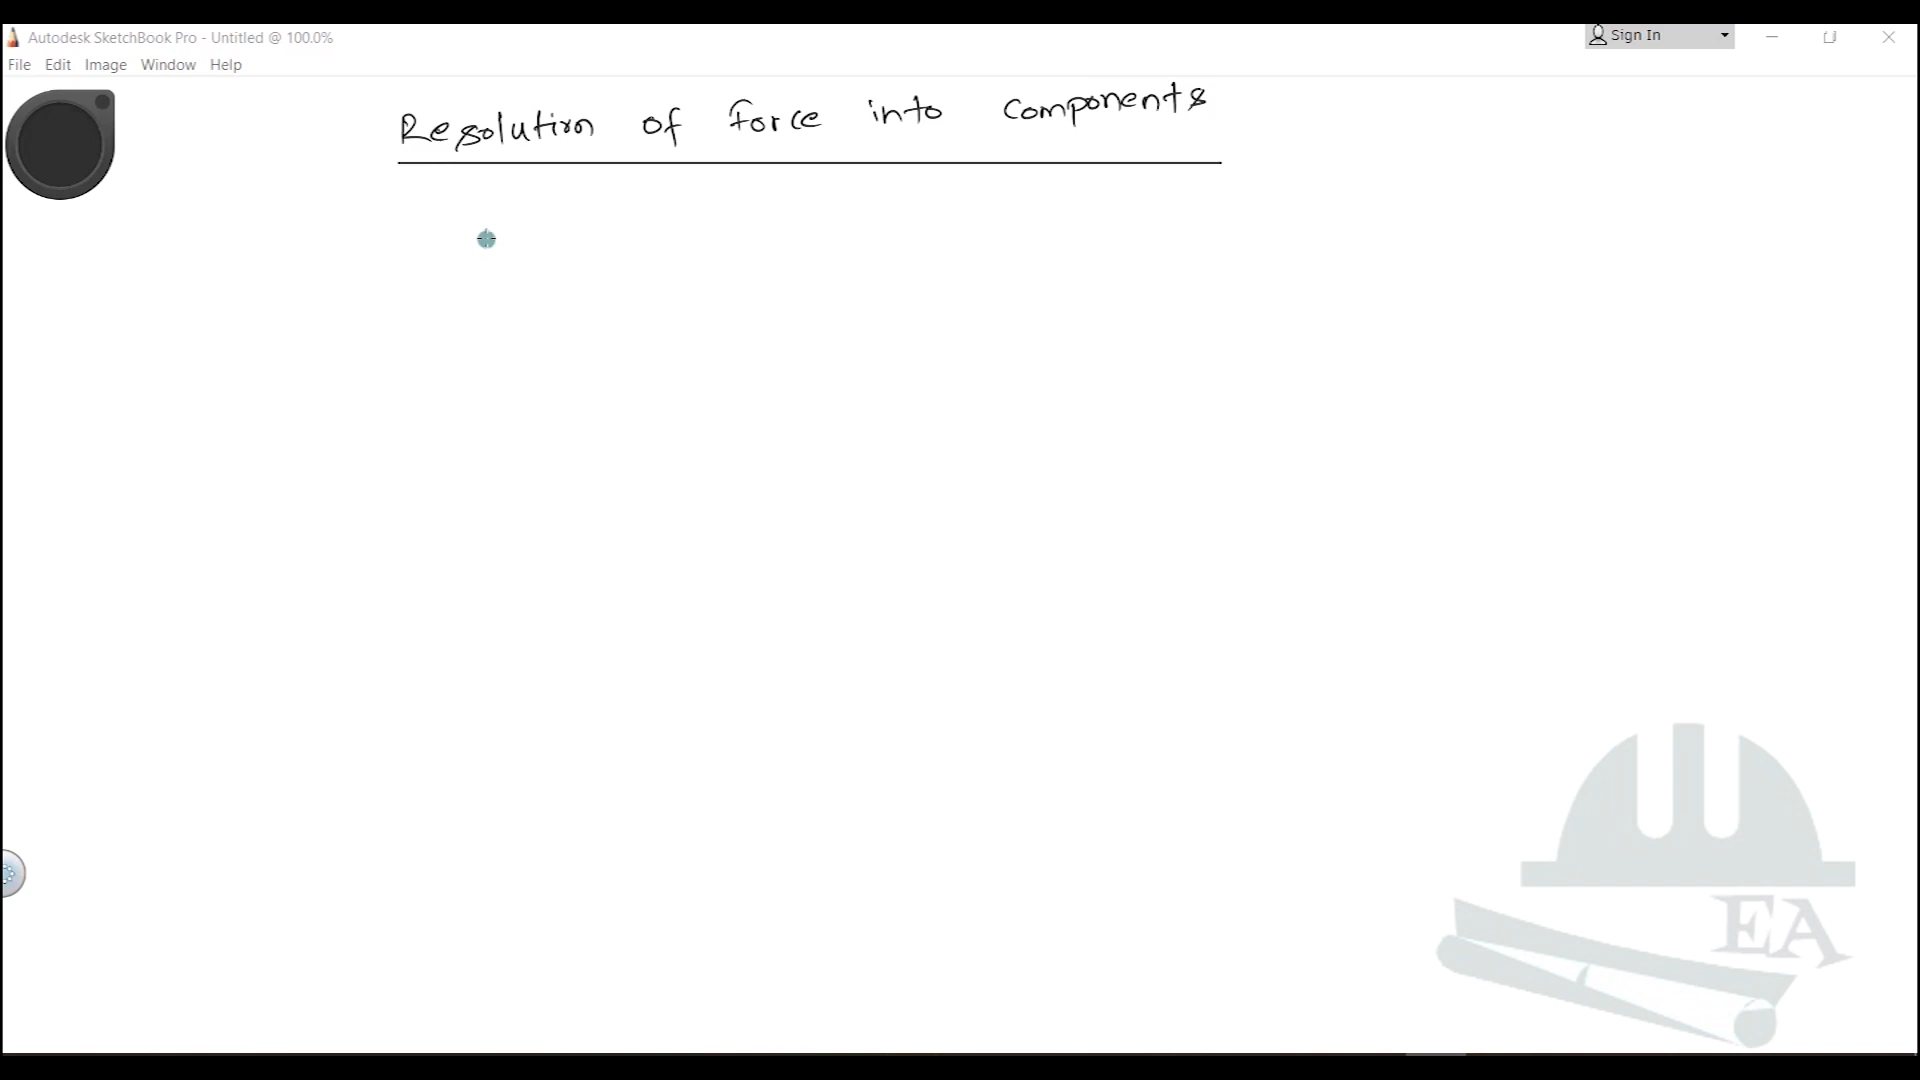 Autodesk SketchBook Pro - Untitled @ 100.0%
Sign In
File Edit Image Window Help
Resolution of force into components
EA